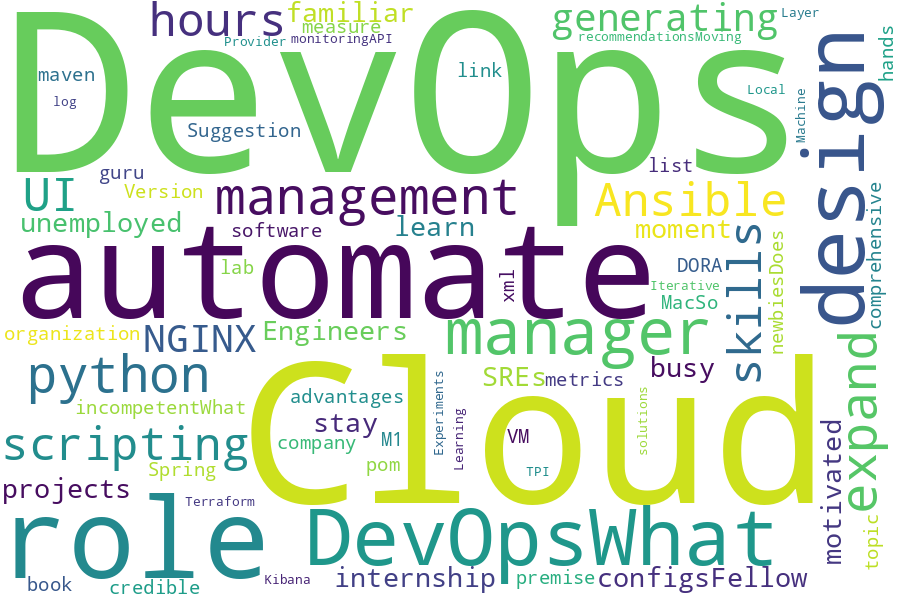 hours
familiar
generating
Layer
measure
Provider
monitoringAPI
recommendationsMoving
DevOps
design
hands
maven
link
log
Local
Machine
Suggestion
guru
list
Version
UI
management
Ansible
comprehensive
unemployed
software
learn
moment
skills
newbiesDoes
automate
lab
xml
DORA
Iterative
MacSo
organization
NGINX
Engineers
manager
expand
python
SREs
metrics
busy
Cloud
advantages
Experiments
solutions
incompetentWhat
stay
Learning
motivated
scripting
company
M1
VM
Spring
pom
TPI
projects
Terraform
role
DevOpsWhat
topic
book
credible
Kibana
internship
premise
configsFellow